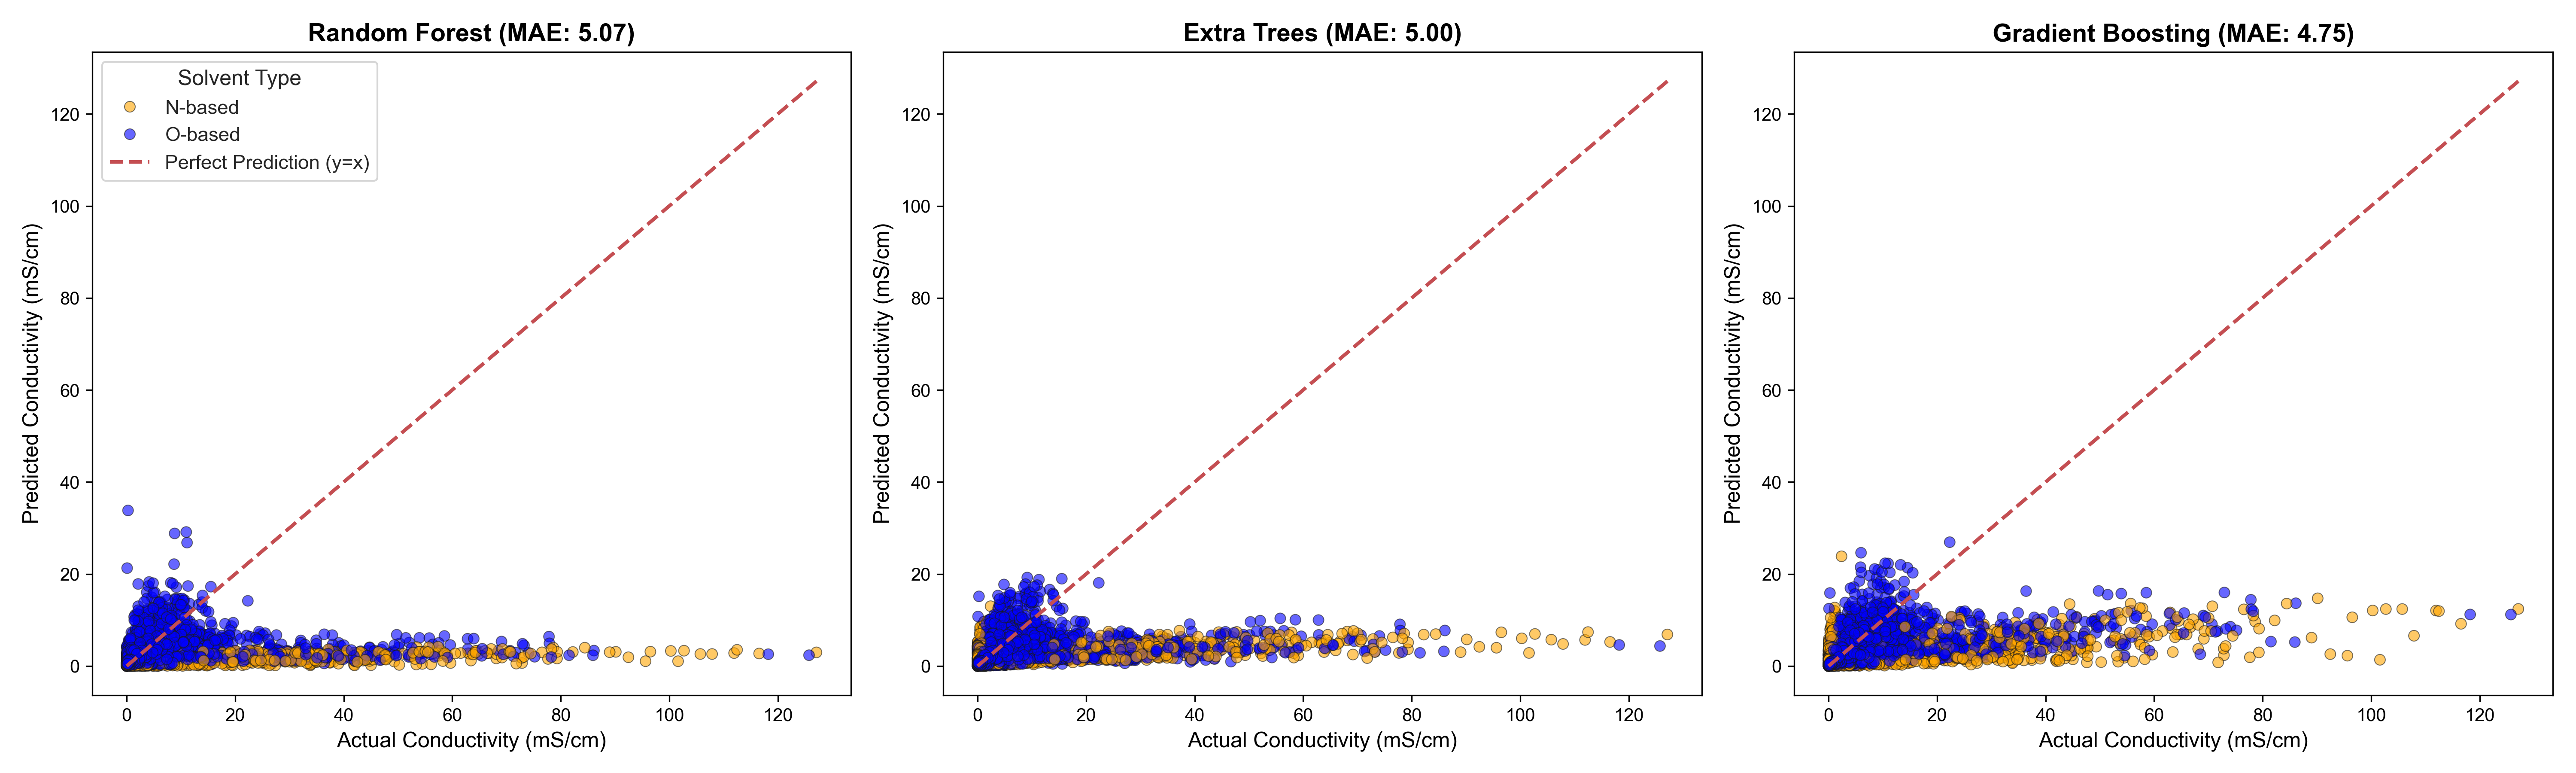 Random Forest (MAE: 5.07)
Solvent Type
N-based
O-based
Perfect Prediction (y=x)
120
100
80
60
40
20
0
Predicted Conductivity (mS/cm)
0 20 40 60 80 100 120
Actual Conductivity (mS/cm)
Extra Trees (MAE: 5.00)
120
100
80
60
40
20
0
Predicted Conductivity (mS/cm)
0 20 40 60 80 100 120
Actual Conductivity (mS/cm)
Gradient Boosting (MAE: 4.75)
120
100
80
60
40
20
0
Predicted Conductivity (mS/cm)
0 20 40 60 80 100 120
Actual Conductivity (mS/cm)